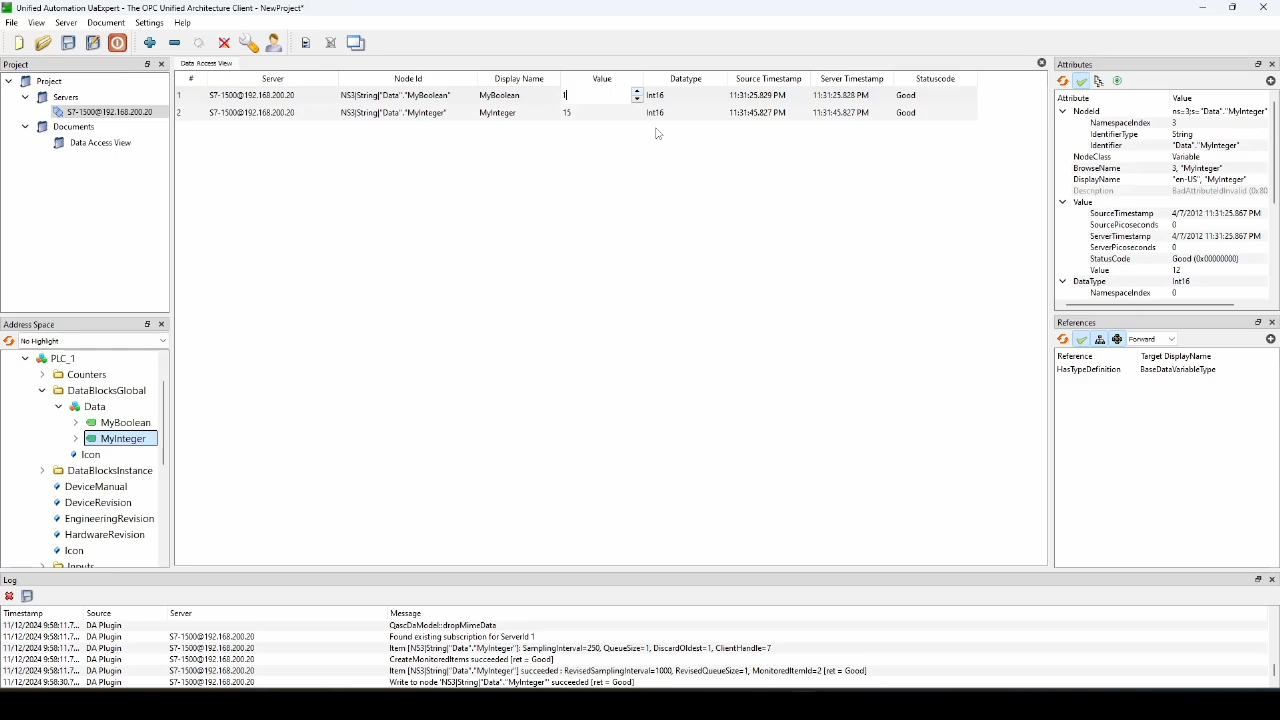 Unified Automation UaExpert - The OPC Unified Architecture Client - NewProject*
File View Server Document Settings Help
Project
Project
Servers
S7-1500@192.168.200.20
Documents
Data Access View
Address Space
No Highlight
PLC_1
Counters
DataBlocksGlobal
Data
MyBoolean
MyInteger
Icon
DataBlocksInstance
DeviceManual
DeviceRevision
EngineeringRevision
HardwareRevision
Icon
Inputs
Data Access View
# Server Node Id Display Name Value Datatype Source Timestamp Server Timestamp Statuscode
1 S7-1500@192.168.200.20 NS3|String|"Data"."MyBoolean" MyBoolean 1 Int16 11:31:25.829 PM 11:31:25.828 PM Good
2 S7-1500@192.168.200.20 NS3|String|"Data"."MyInteger" MyInteger 15 Int16 11:31:45.827 PM 11:31:45.827 PM Good
Attributes
Attribute Value
NodeId ns=3;s="Data"."MyInteger"
NamespaceIndex 3
IdentifierType String
Identifier "Data"."MyInteger"
NodeClass Variable
BrowseName 3, "MyInteger"
DisplayName "en-US", "MyInteger"
Description BadAttributeIdInvalid (0x80
Value
SourceTimestamp 4/7/2012 11:31:25.867 PM
SourcePicoseconds 0
ServerTimestamp 4/7/2012 11:31:25.867 PM
ServerPicoseconds 0
StatusCode Good (0x00000000)
Value 12
DataType Int16
NamespaceIndex 0
References
Forward
Reference Target DisplayName
HasTypeDefinition BaseDataVariableType
Log
Timestamp Source Server Message
11/12/2024 9:58:11.7... DA Plugin QascDaModel::dropMimeData
11/12/2024 9:58:11.7... DA Plugin S7-1500@192.168.200.20 Found existing subscription for ServerId 1
11/12/2024 9:58:11.7... DA Plugin S7-1500@192.168.200.20 Item [NS3|String|"Data"."MyInteger"]: SamplingInterval=250, QueueSize=1, DiscardOldest=1, ClientHandle=7
11/12/2024 9:58:11.7... DA Plugin S7-1500@192.168.200.20 CreateMonitoredItems succeeded [ret = Good]
11/12/2024 9:58:11.7... DA Plugin S7-1500@192.168.200.20 Item [NS3|String|"Data"."MyInteger"] succeeded : RevisedSamplingInterval=1000, RevisedQueueSize=1, MonitoredItemId=2 [ret = Good]
11/12/2024 9:58:30.7... DA Plugin S7-1500@192.168.200.20 Write to node 'NS3|String|"Data"."MyInteger"' succeeded [ret = Good]